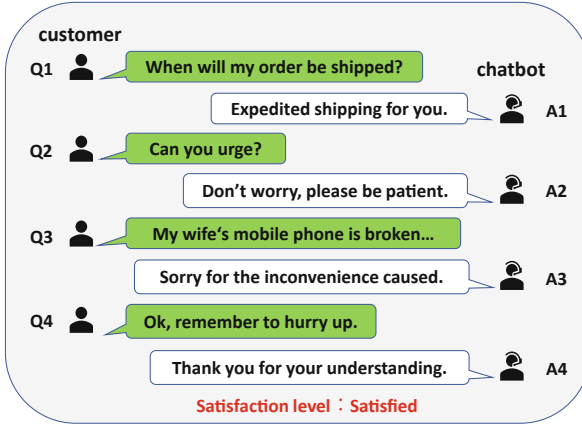 customer
Q1 When will my order be shipped?
chatbot
Expedited shipping for you. A1
Q2 Can you urge?
Don't worry, please be patient. A2
Q3 My wife's mobile phone is broken...
Sorry for the inconvenience caused. A3
Q4 Ok, remember to hurry up.
Thank you for your understanding. A4
Satisfaction level：Satisfied